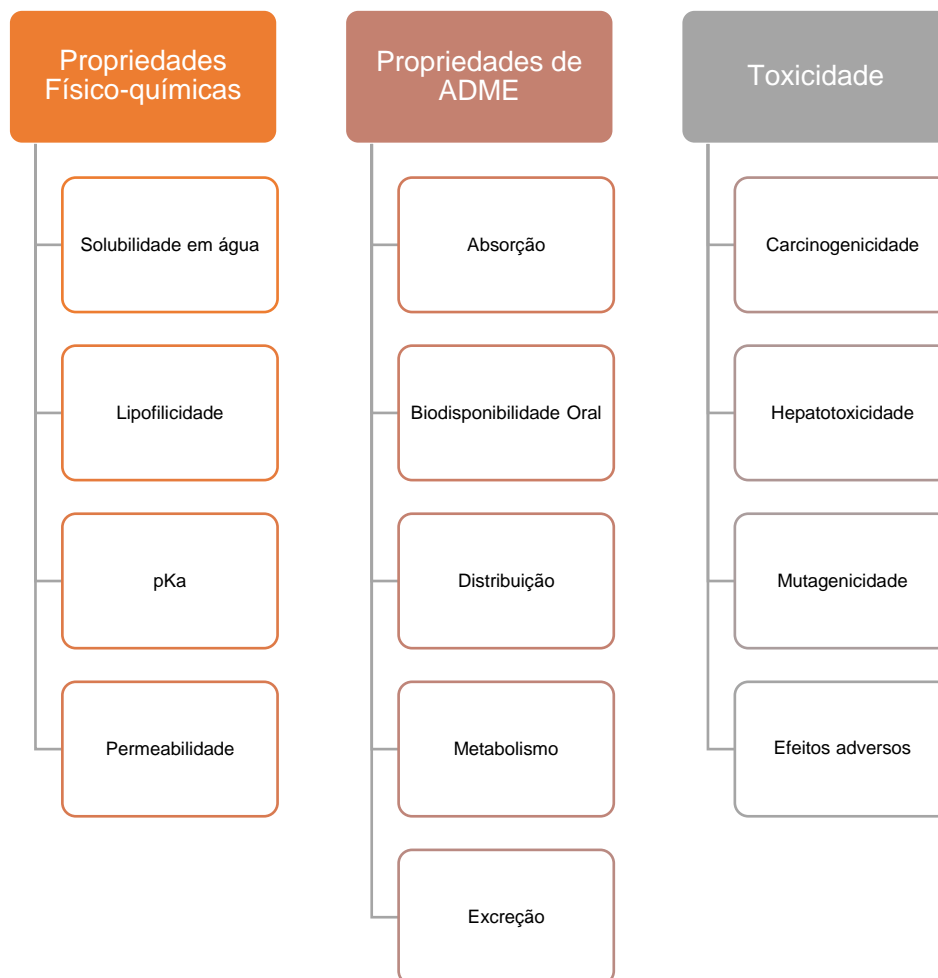 Propriedades
Físico-químicas
Solubilidade em água
Lipofilicidade
pKa
Permeabilidade
Propriedades de
ADME
Absorção
Biodisponibilidade Oral
Distribuição
Metabolismo
Excreção
Toxicidade
Carcinogenicidade
Hepatotoxicidade
Mutagenicidade
Efeitos adversos